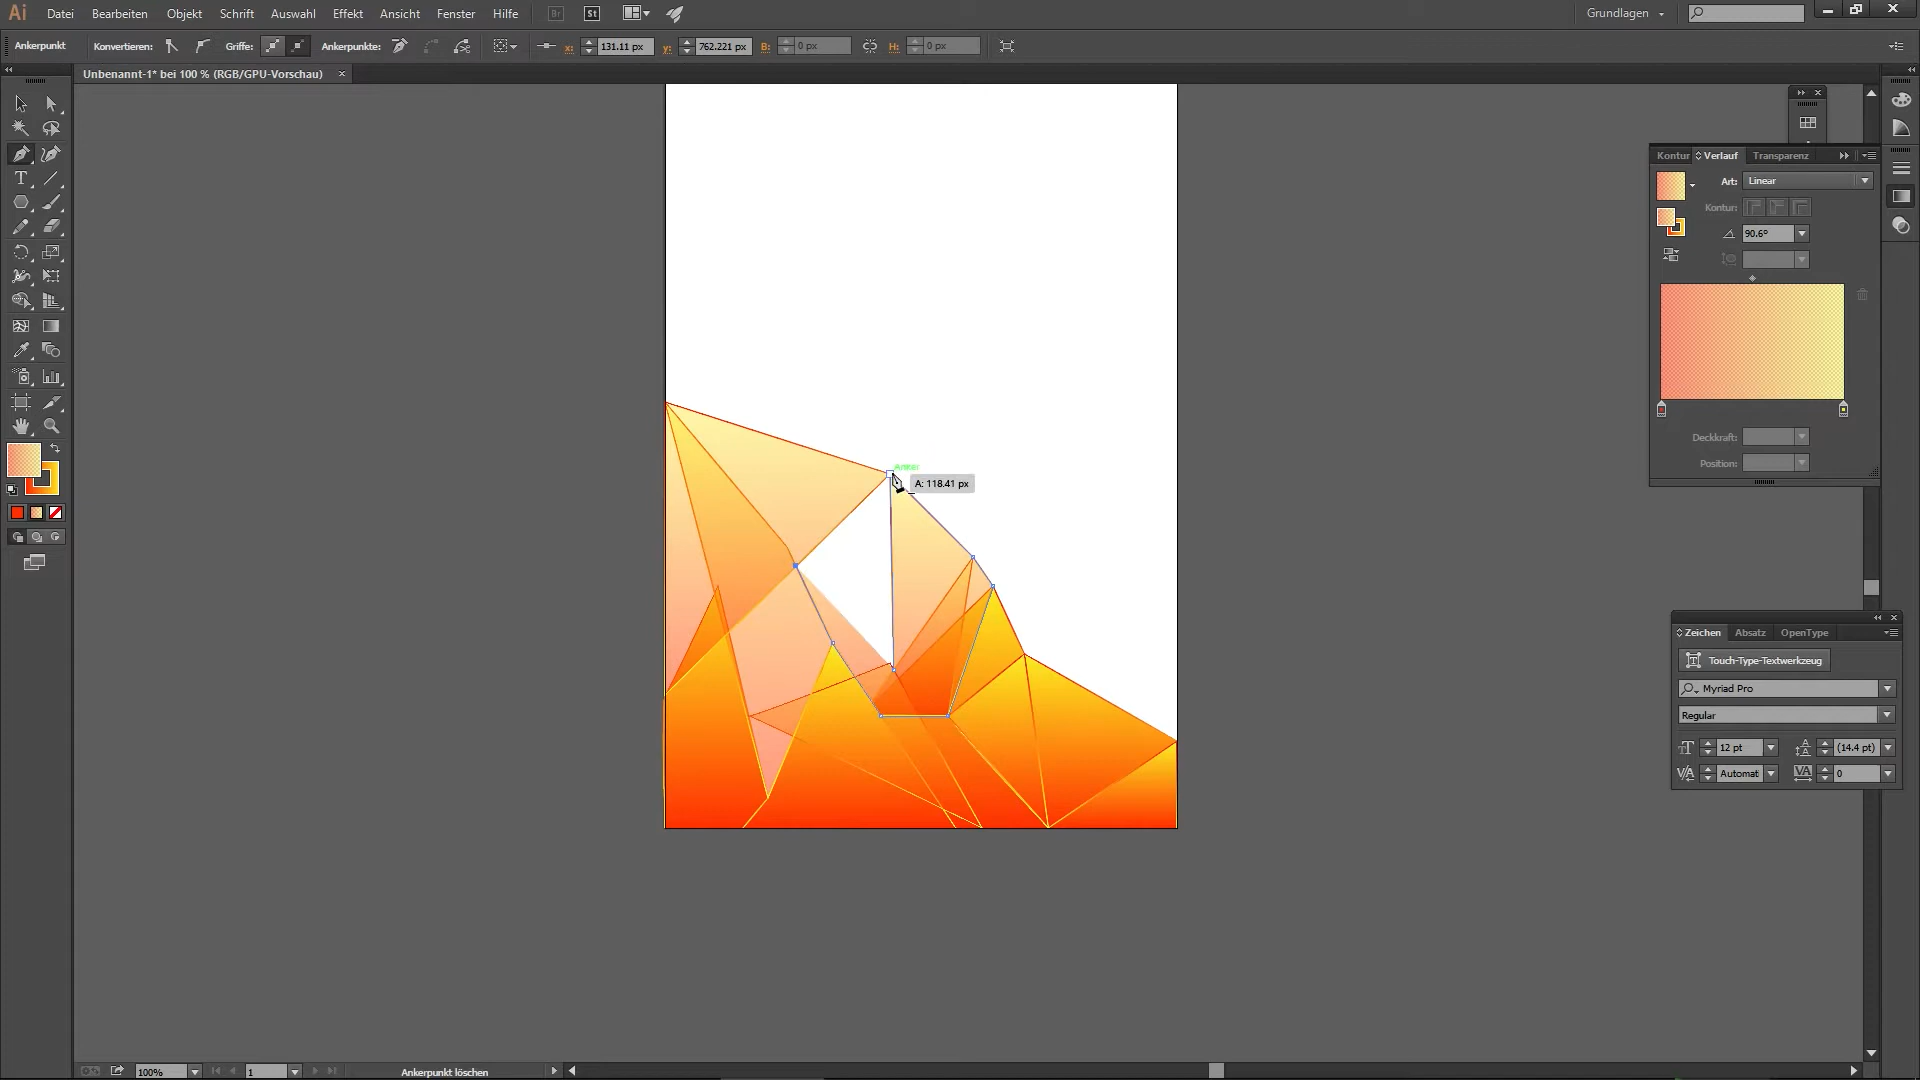 Ai Datei Bearbeiten Objekt Schrift Auswahl Effekt Ansicht Fenster Hilfe Br St Grundlagen
Ankerpunkt Konvertieren: Griffe: Ankerpunkte: x: 131.11 px y: 762.221 px B: 0 px H: 0 px
Unbenannt-1* bei 100 % (RGB/GPU-Vorschau)
Kontur Verlauf Transparenz
Art: Linear
Kontur:
90.6°
Deckkraft:
Position:
Anker
A: 118.41 px
Zeichen Absatz OpenType
Touch-Type-Textwerkzeug
Myriad Pro
Regular
12 pt (14.4 pt)
Automat 0
100% 1 Ankerpunkt löschen